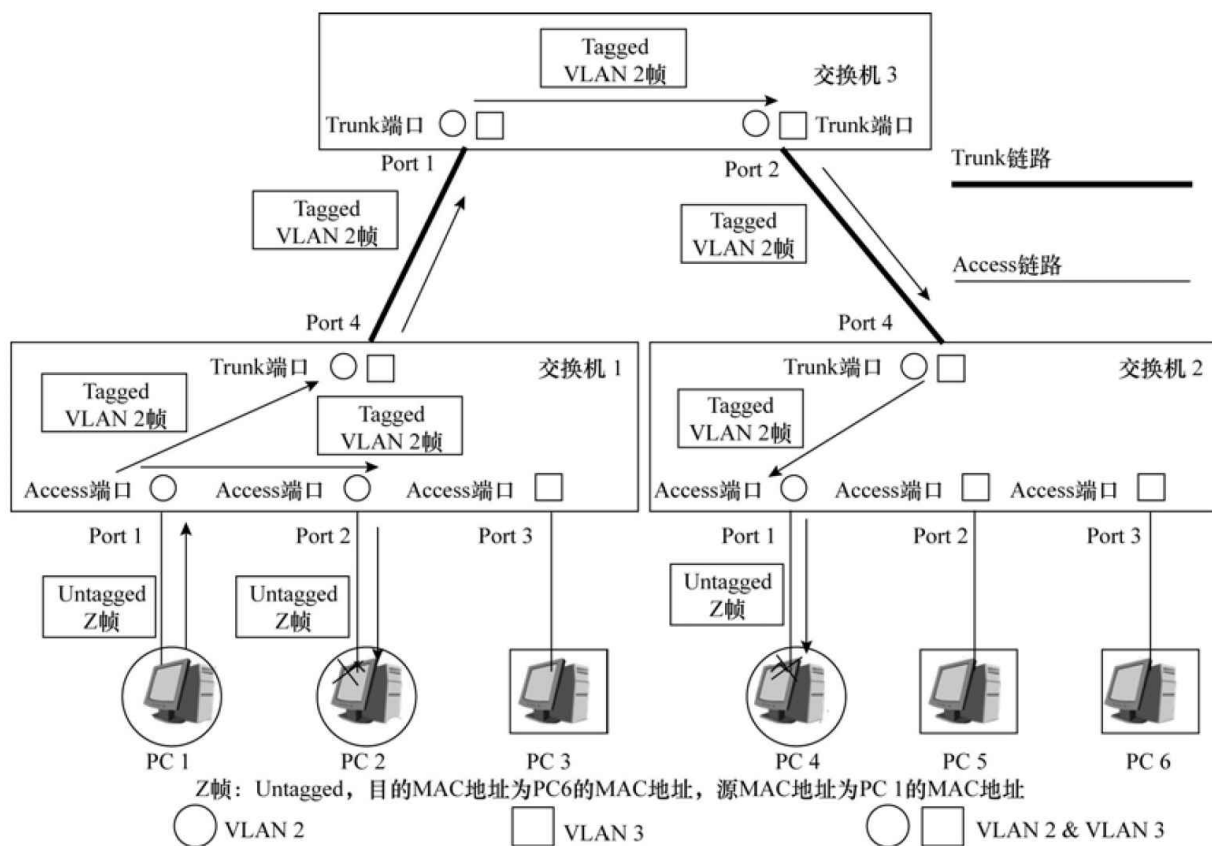 Tagged
VLAN 2帧
交换机 3
Trunk端口
Trunk端口
Port 1
Port 2
Trunk链路
Tagged
VLAN 2帧
Tagged
VLAN 2帧
Access链路
Port 4
Port 4
Trunk端口
交换机 1
Trunk端口
交换机 2
Tagged
VLAN 2帧
Tagged
VLAN 2帧
Tagged
VLAN 2帧
Access端口
Access端口
Access端口
Access端口
Access端口
Access端口
Port 1
Port 2
Port 3
Port 1
Port 2
Port 3
Untagged
Z帧
Untagged
Z帧
Untagged
Z帧
PC 1
PC 2
PC 3
PC 4
PC 5
PC 6
Z帧：Untagged，目的MAC地址为PC6的MAC地址，源MAC地址为PC 1的MAC地址
VLAN 2
VLAN 3
VLAN 2 & VLAN 3